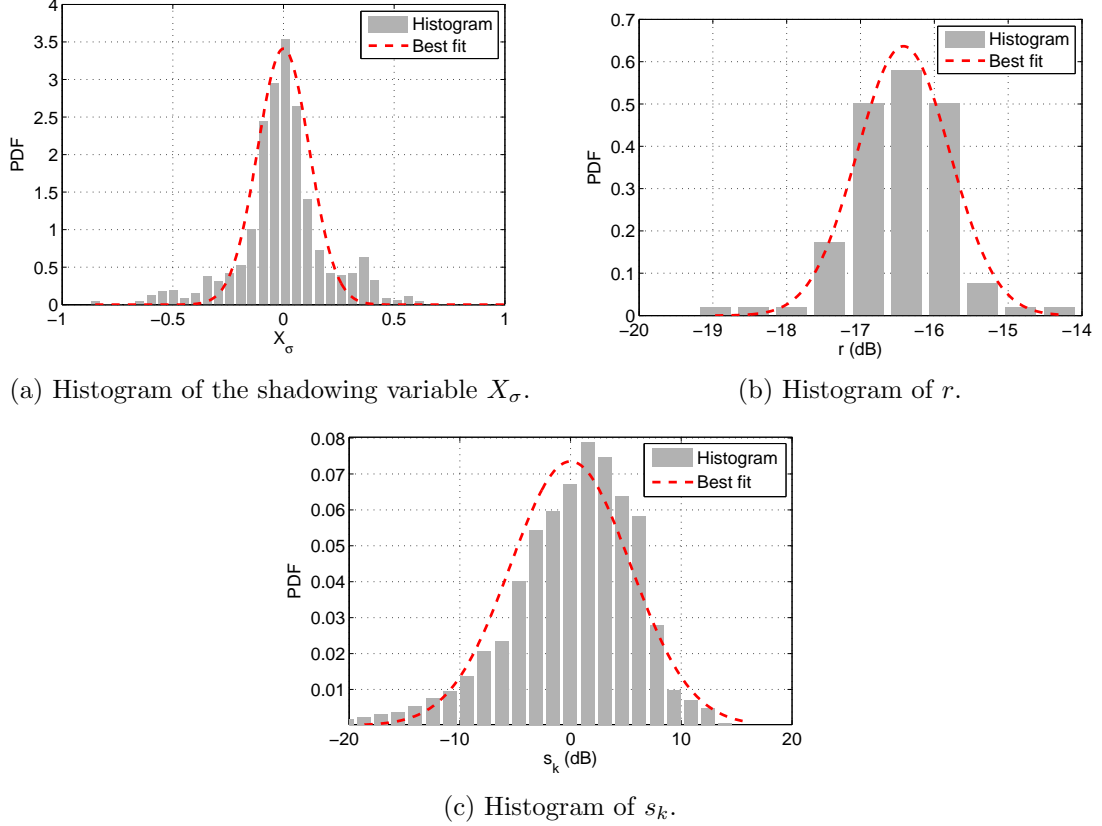 4
3.5
3
2.5
2
1.5
1
0.5
0
PDF
−1 −0.5 0 0.5 1
X_σ
Histogram
Best fit
(a) Histogram of the shadowing variable X_σ.
0.7
0.6
0.5
0.4
0.3
0.2
0.1
0
PDF
−20 −19 −18 −17 −16 −15 −14
r (dB)
Histogram
Best fit
(b) Histogram of r.
0.08
0.07
0.06
0.05
0.04
0.03
0.02
0.01
PDF
−20 −10 0 10 20
s_k (dB)
Histogram
Best fit
(c) Histogram of s_k.